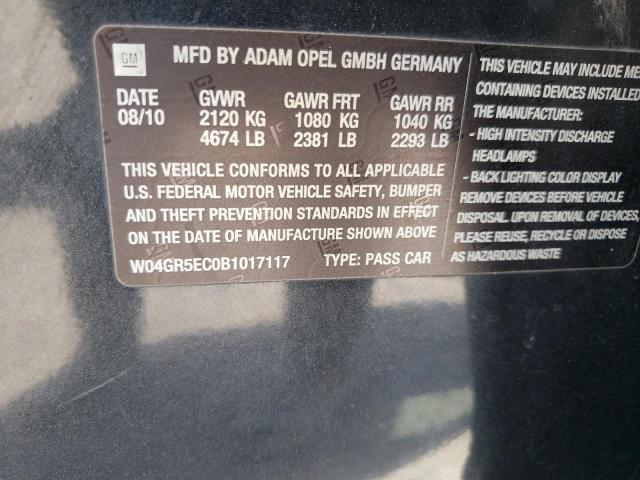 GM
MFD BY ADAM OPEL GMBH GERMANY
DATE GVWR GAWR FRT GAWR RR
08/10 2120 KG 1080 KG 1040 KG
4674 LB 2381 LB 2293 LB
THIS VEHICLE CONFORMS TO ALL APPLICABLE
U.S. FEDERAL MOTOR VEHICLE SAFETY, BUMPER
AND THEFT PREVENTION STANDARDS IN EFFECT
ON THE DATE OF MANUFACTURE SHOWN ABOVE
W04GR5EC0B1017117 TYPE: PASS CAR
THIS VEHICLE MAY INCLUDE ME
CONTAINING DEVICES INSTALLED
THE MANUFACTURER:
- HIGH INTENSITY DISCHARGE
HEADLAMPS
- BACK LIGHTING COLOR DISPLAY
REMOVE DEVICES BEFORE VEHICLE
DISPOSAL. UPON REMOVAL OF DEVICES,
PLEASE REUSE, RECYCLE OR DISPOSE
AS HAZARDOUS WASTE